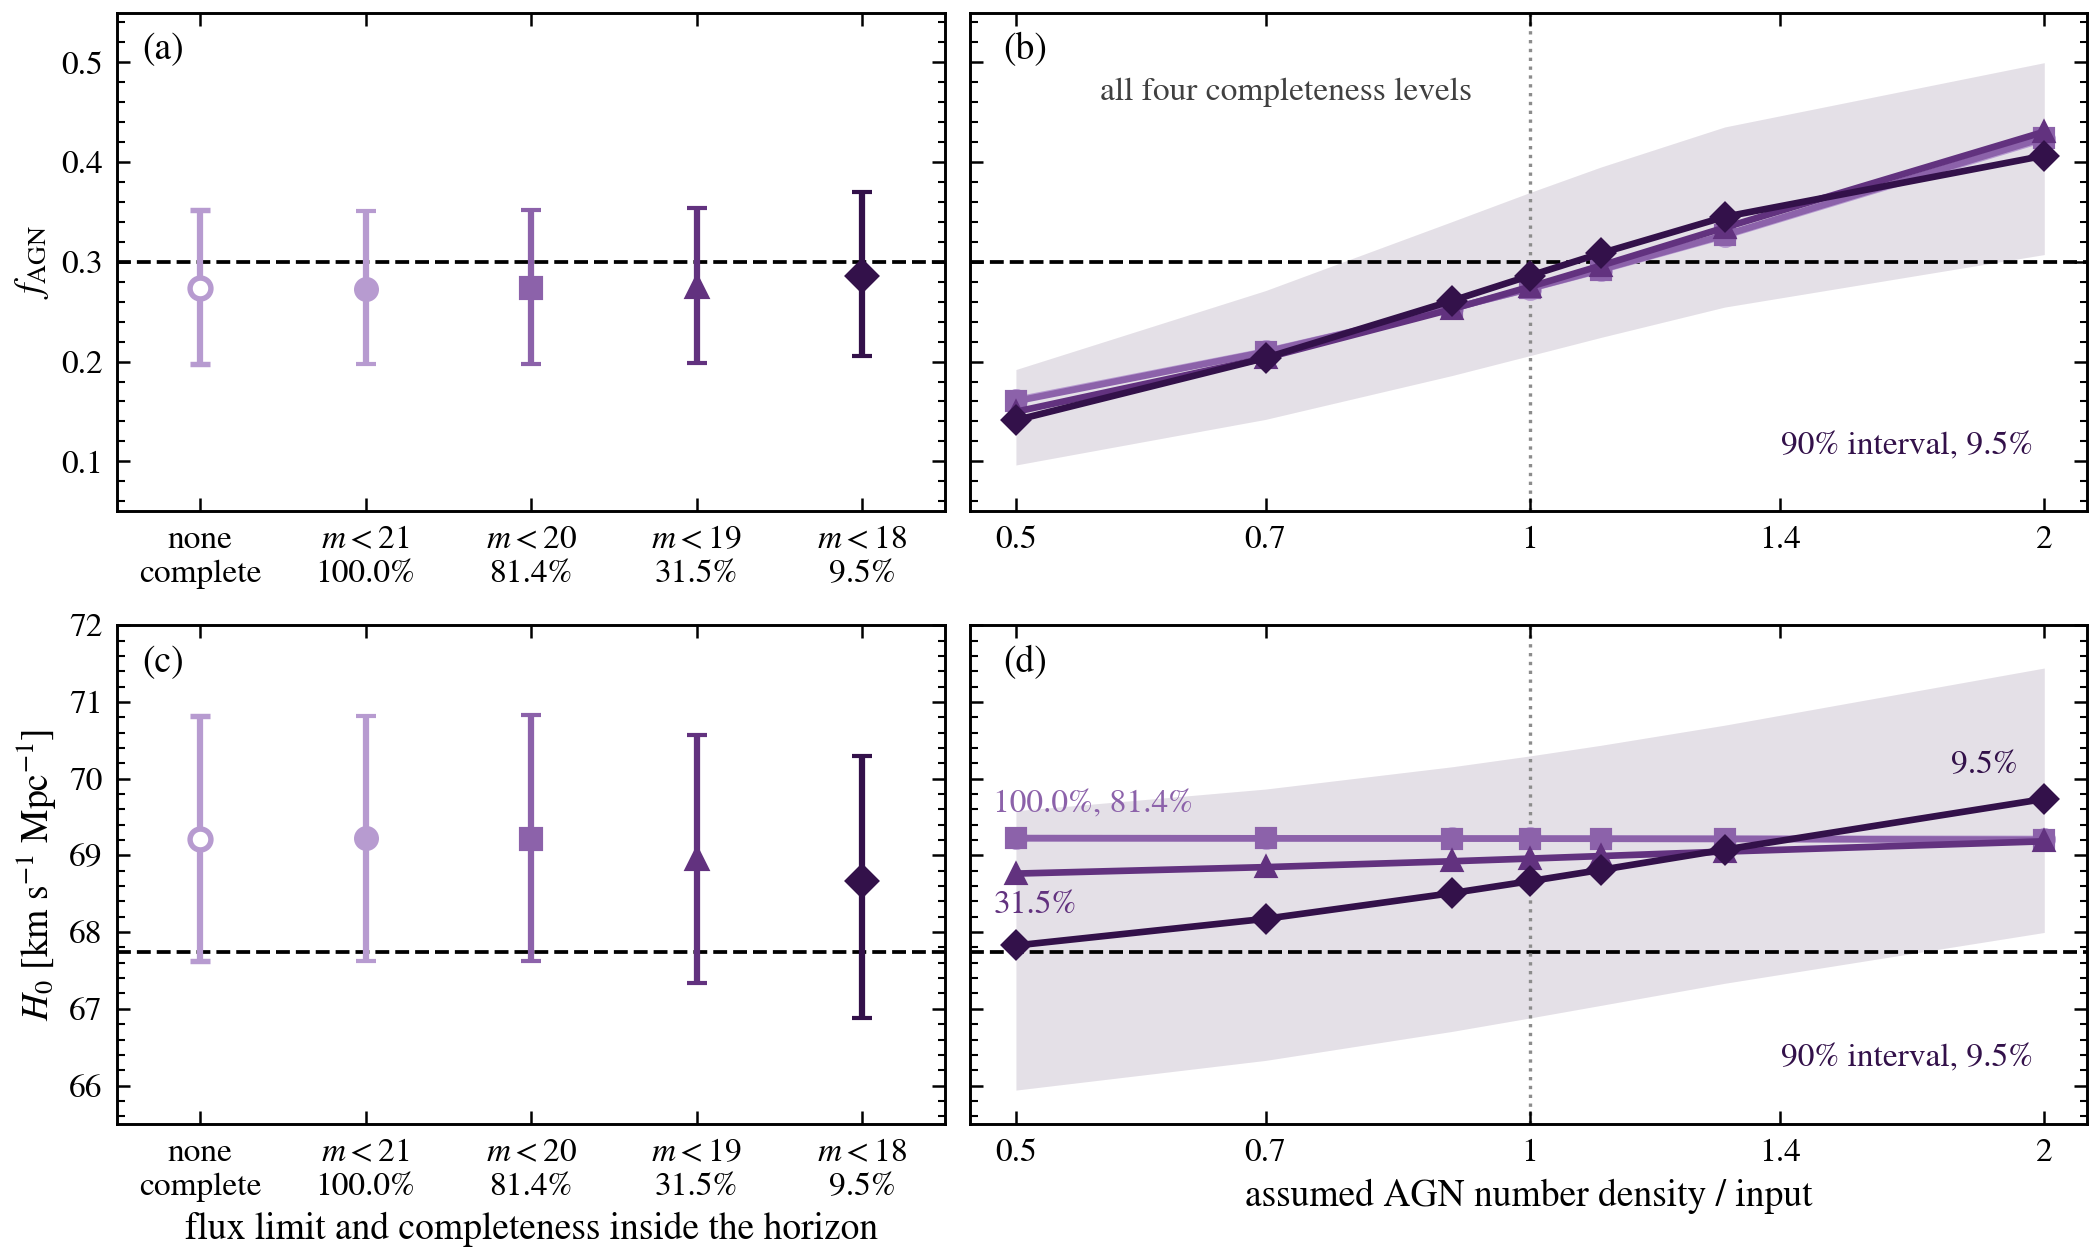 (a)
0.5
0.4
0.3
0.2
0.1
f_AGN
none m < 21 m < 20 m < 19 m < 18
complete 100.0% 81.4% 31.5% 9.5%
(b)
all four completeness levels
90% interval, 9.5%
0.5 0.7 1 1.4 2
(c)
72
71
70
69
68
67
66
H₀ [km s⁻¹ Mpc⁻¹]
none m < 21 m < 20 m < 19 m < 18
complete 100.0% 81.4% 31.5% 9.5%
flux limit and completeness inside the horizon
(d)
9.5%
100.0%, 81.4%
31.5%
90% interval, 9.5%
0.5 0.7 1 1.4 2
assumed AGN number density / input